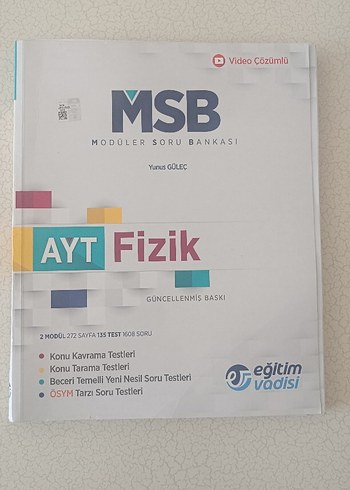 Video Çözümlü
MSB
MODÜLER SORU BANKASI
Yunus GÜLEÇ
AYT Fizik
GÜNCELLENMİŞ BASKI
2 MODÜL 272 SAYFA 135 TEST 1608 SORU
Konu Kavrama Testleri
Konu Tarama Testleri
Beceri Temelli Yeni Nesil Soru Testleri
ÖSYM Tarzı Soru Testleri
eğitim
vadisi